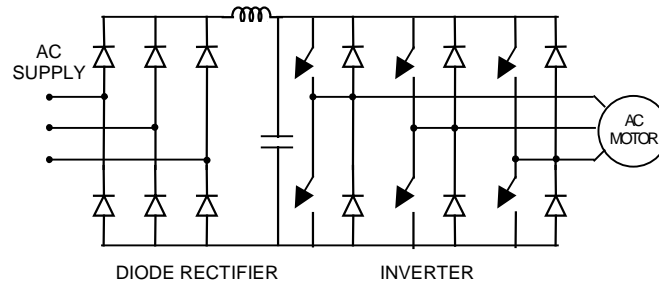 AC
SUPPLY
AC
MOTOR
DIODE RECTIFIER
INVERTER